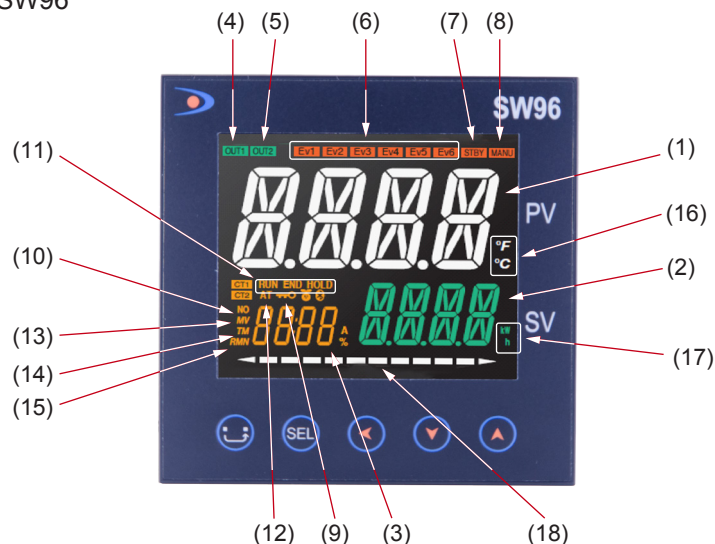 SW96
(4) (5) (6) (7) (8)
SW96
OUT1 OUT2 Ev1 Ev2 Ev3 Ev4 Ev5 Ev6 STBY MANU
(11) (1)
PV
°F (16)
°C
CT1 RUN END HOLD (2)
(10) CT2 AT
NO
(13) MV SV
TM A kW
(14) RMN % h (17)
(15)
SEL
(12) (9) (3) (18)